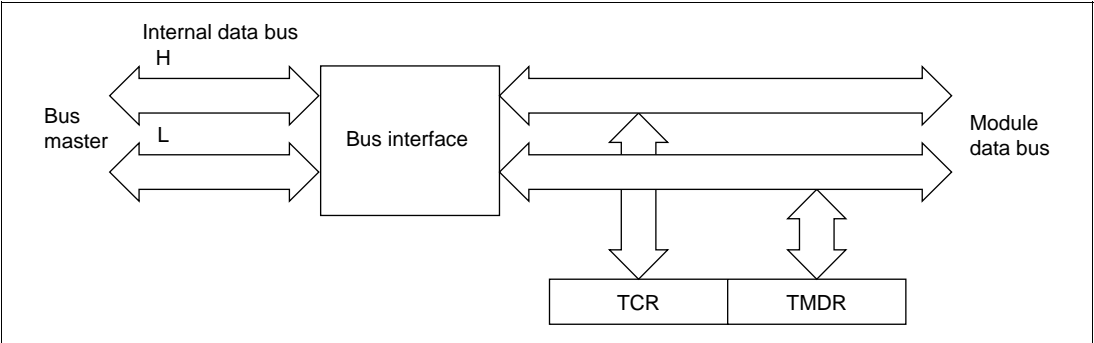 Internal data bus
H
Bus
master
L
Bus interface
Module
data bus
TCR
TMDR